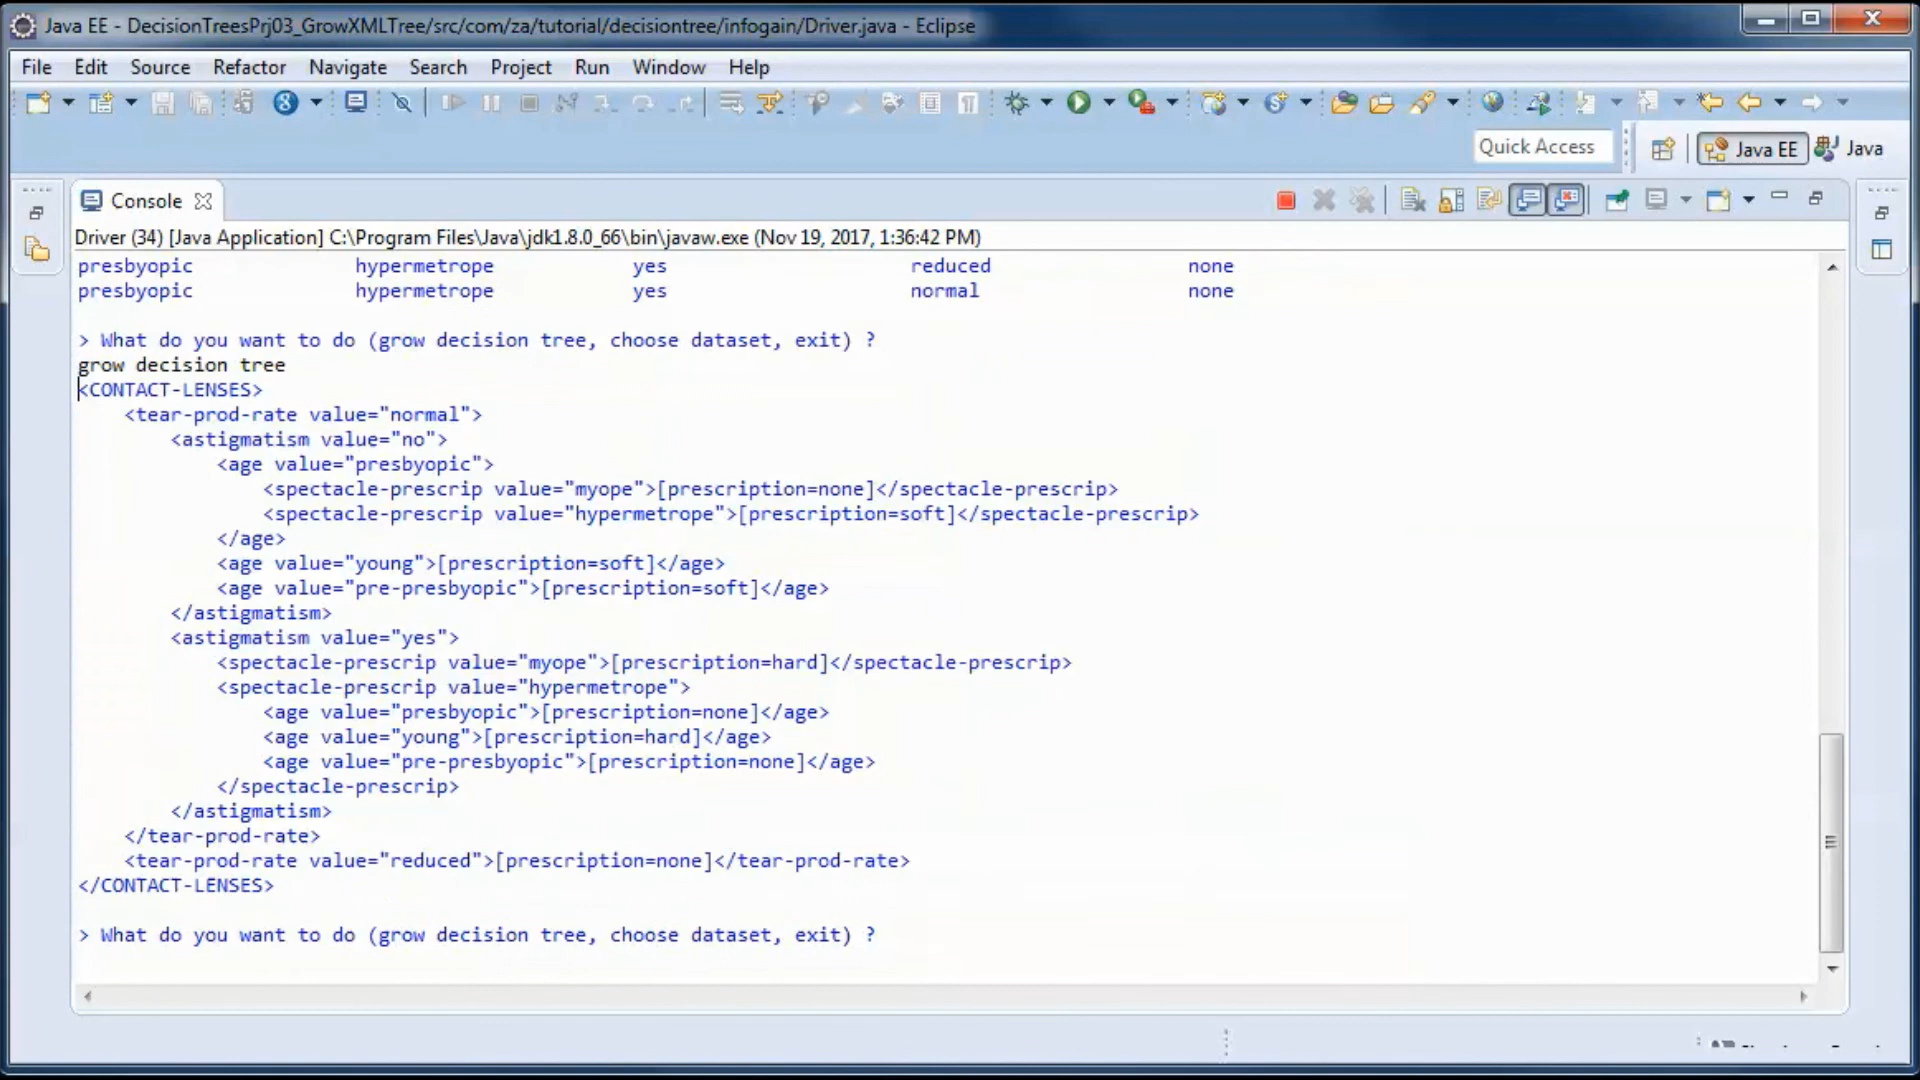 Java EE - DecisionTreesPrj03_GrowXMLTree/src/com/za/tutorial/decisiontree/infogain/Driver.java - Eclipse
File Edit Source Refactor Navigate Search Project Run Window Help
Quick Access Java EE Java
Console
Driver (34) [Java Application] C:\Program Files\Java\jdk1.8.0_66\bin\javaw.exe (Nov 19, 2017, 1:36:42 PM)
presbyopic hypermetrope yes reduced none
presbyopic hypermetrope yes normal none
> What do you want to do (grow decision tree, choose dataset, exit) ?
grow decision tree
<CONTACT-LENSES>
<tear-prod-rate value="normal">
<astigmatism value="no">
<age value="presbyopic">
<spectacle-prescrip value="myope">[prescription=none]</spectacle-prescrip>
<spectacle-prescrip value="hypermetrope">[prescription=soft]</spectacle-prescrip>
</age>
<age value="young">[prescription=soft]</age>
<age value="pre-presbyopic">[prescription=soft]</age>
</astigmatism>
<astigmatism value="yes">
<spectacle-prescrip value="myope">[prescription=hard]</spectacle-prescrip>
<spectacle-prescrip value="hypermetrope">
<age value="presbyopic">[prescription=none]</age>
<age value="young">[prescription=hard]</age>
<age value="pre-presbyopic">[prescription=none]</age>
</spectacle-prescrip>
</astigmatism>
</tear-prod-rate>
<tear-prod-rate value="reduced">[prescription=none]</tear-prod-rate>
</CONTACT-LENSES>
> What do you want to do (grow decision tree, choose dataset, exit) ?